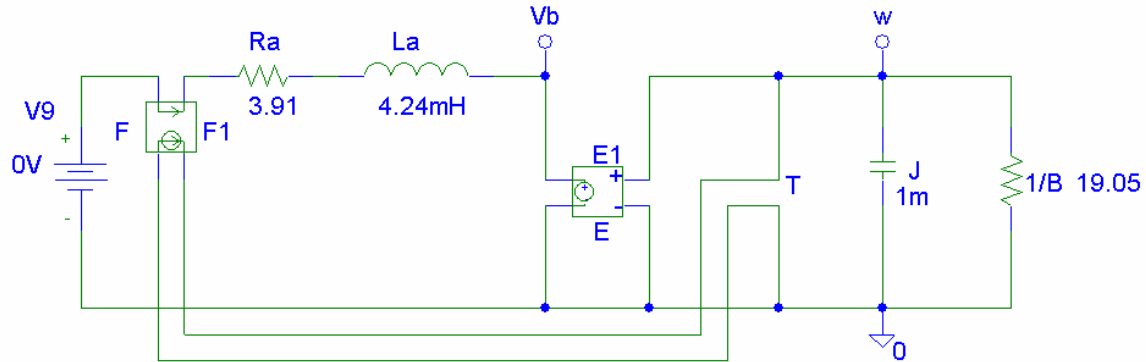 Vb
w
Ra
La
V9
+
3.91
4.24mH
F
F1
0V
E1
+
-
E
T
J
1m
1/B 19.05
-
0